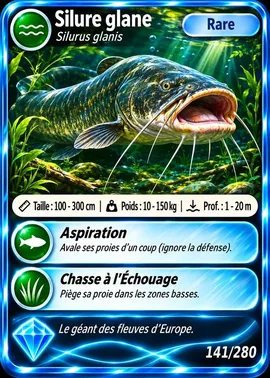 Silure glane
Rare
Silurus glanis
Taille : 100 - 300 cm | Poids : 10 - 150 kg | Prof. : 1 - 20 m
Aspiration
Avale ses proies d'un coup (ignore la défense).
Chasse à l'Échouage
Piège sa proie dans les zones basses.
Le géant des fleuves d'Europe.
141/280